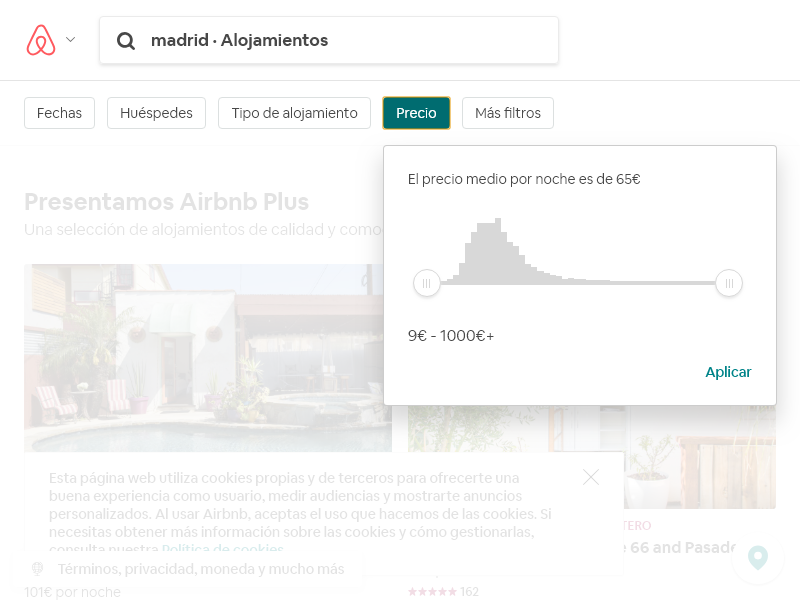 madrid · Alojamientos
Fechas
Huéspedes
Tipo de alojamiento
Precio
Más filtros
El precio medio por noche es de 65€
9€ - 1000€+
Aplicar
Presentamos Airbnb Plus
Una selección de alojamientos de calidad y
Esta página web utiliza cookies propias y de terceros para ofrecerte una
buena experiencia como usuario, medir audiencias y mostrarte anuncios
personalizados. Al usar Airbnb, aceptas el uso que hacemos de las cookies. Si
necesitas obtener más información sobre las cookies y cómo gestionarlas,
consulta nuestra Política de cookies
66 and
Términos, privacidad, moneda y mucho más
101€ por noche
162